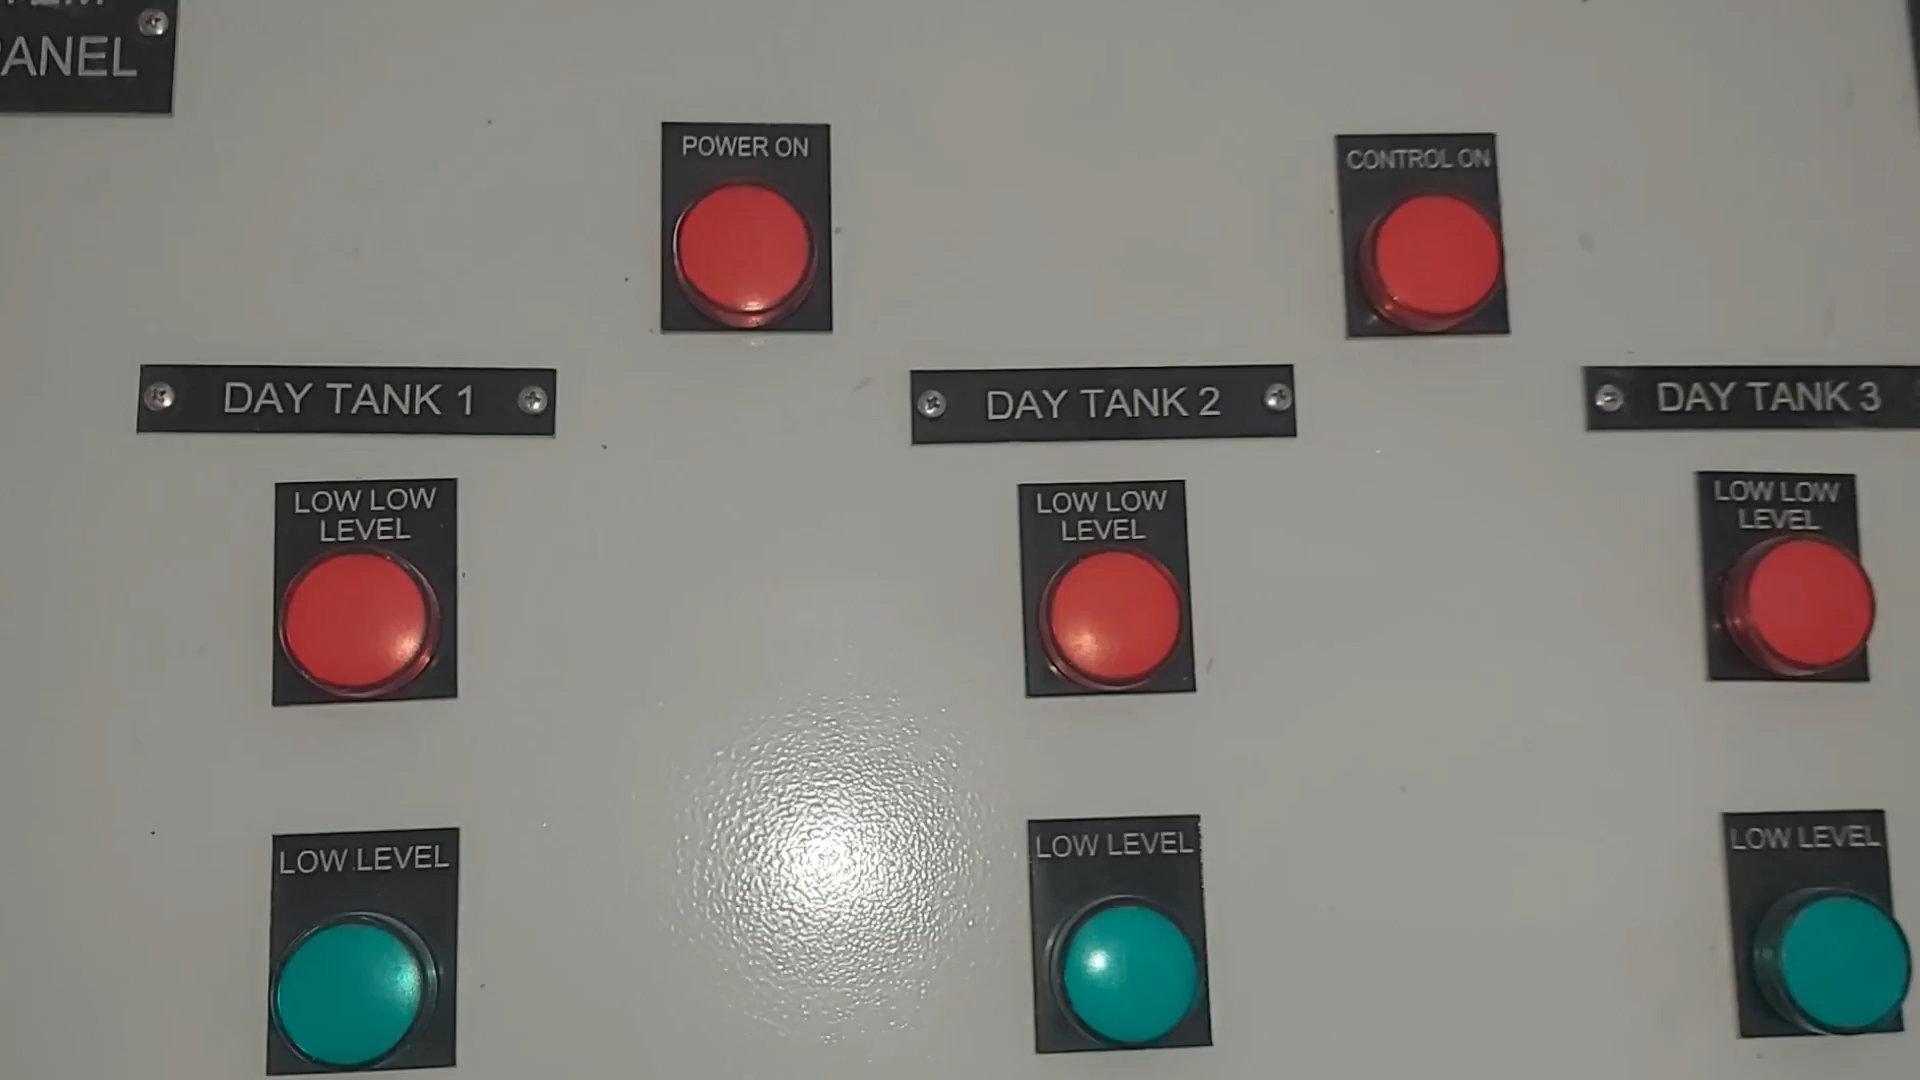 PANEL
POWER ON
CONTROL ON
DAY TANK 1
DAY TANK 2
DAY TANK 3
LOW LOW
LEVEL
LOW LOW
LEVEL
LOW LOW
LEVEL
LOW LEVEL
LOW LEVEL
LOW LEVEL